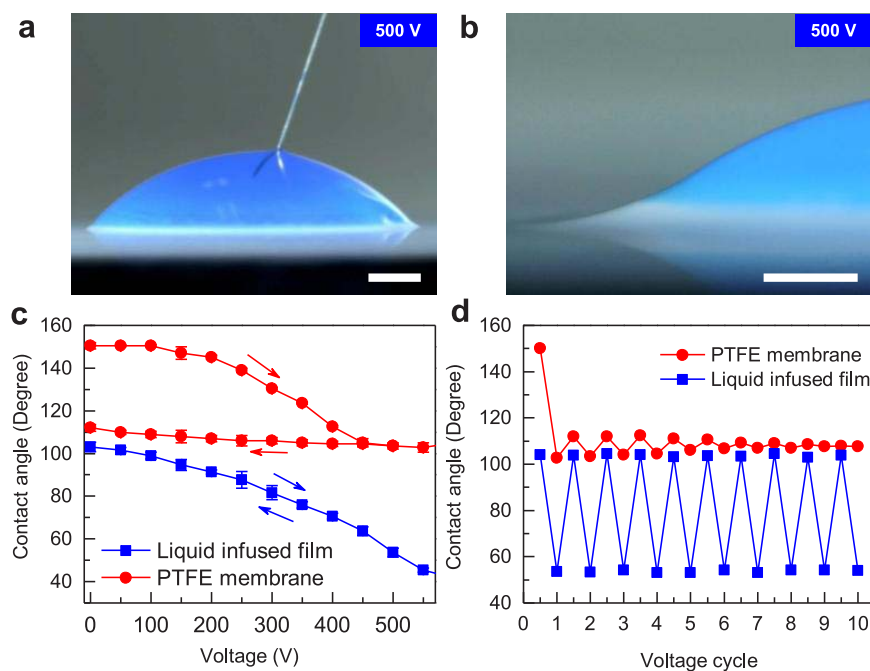 a
500 V
b
500 V
c
160
140
120
100
80
60
40
Contact angle (Degree)
Liquid infused film
PTFE membrane
0 100 200 300 400 500
Voltage (V)
d
160
140
120
100
80
60
40
Contact angle (Degree)
PTFE membrane
Liquid infused film
0 1 2 3 4 5 6 7 8 9 10
Voltage cycle